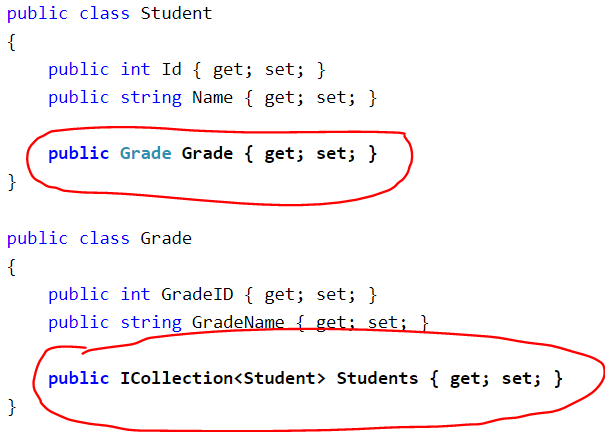 public class Student
{
public int Id { get; set; }
public string Name { get; set; }
public Grade Grade { get; set; }
}
public class Grade
{
public int GradeID { get; set; }
public string GradeName { get; set; }
public ICollection<Student> Students { get; set; }
}